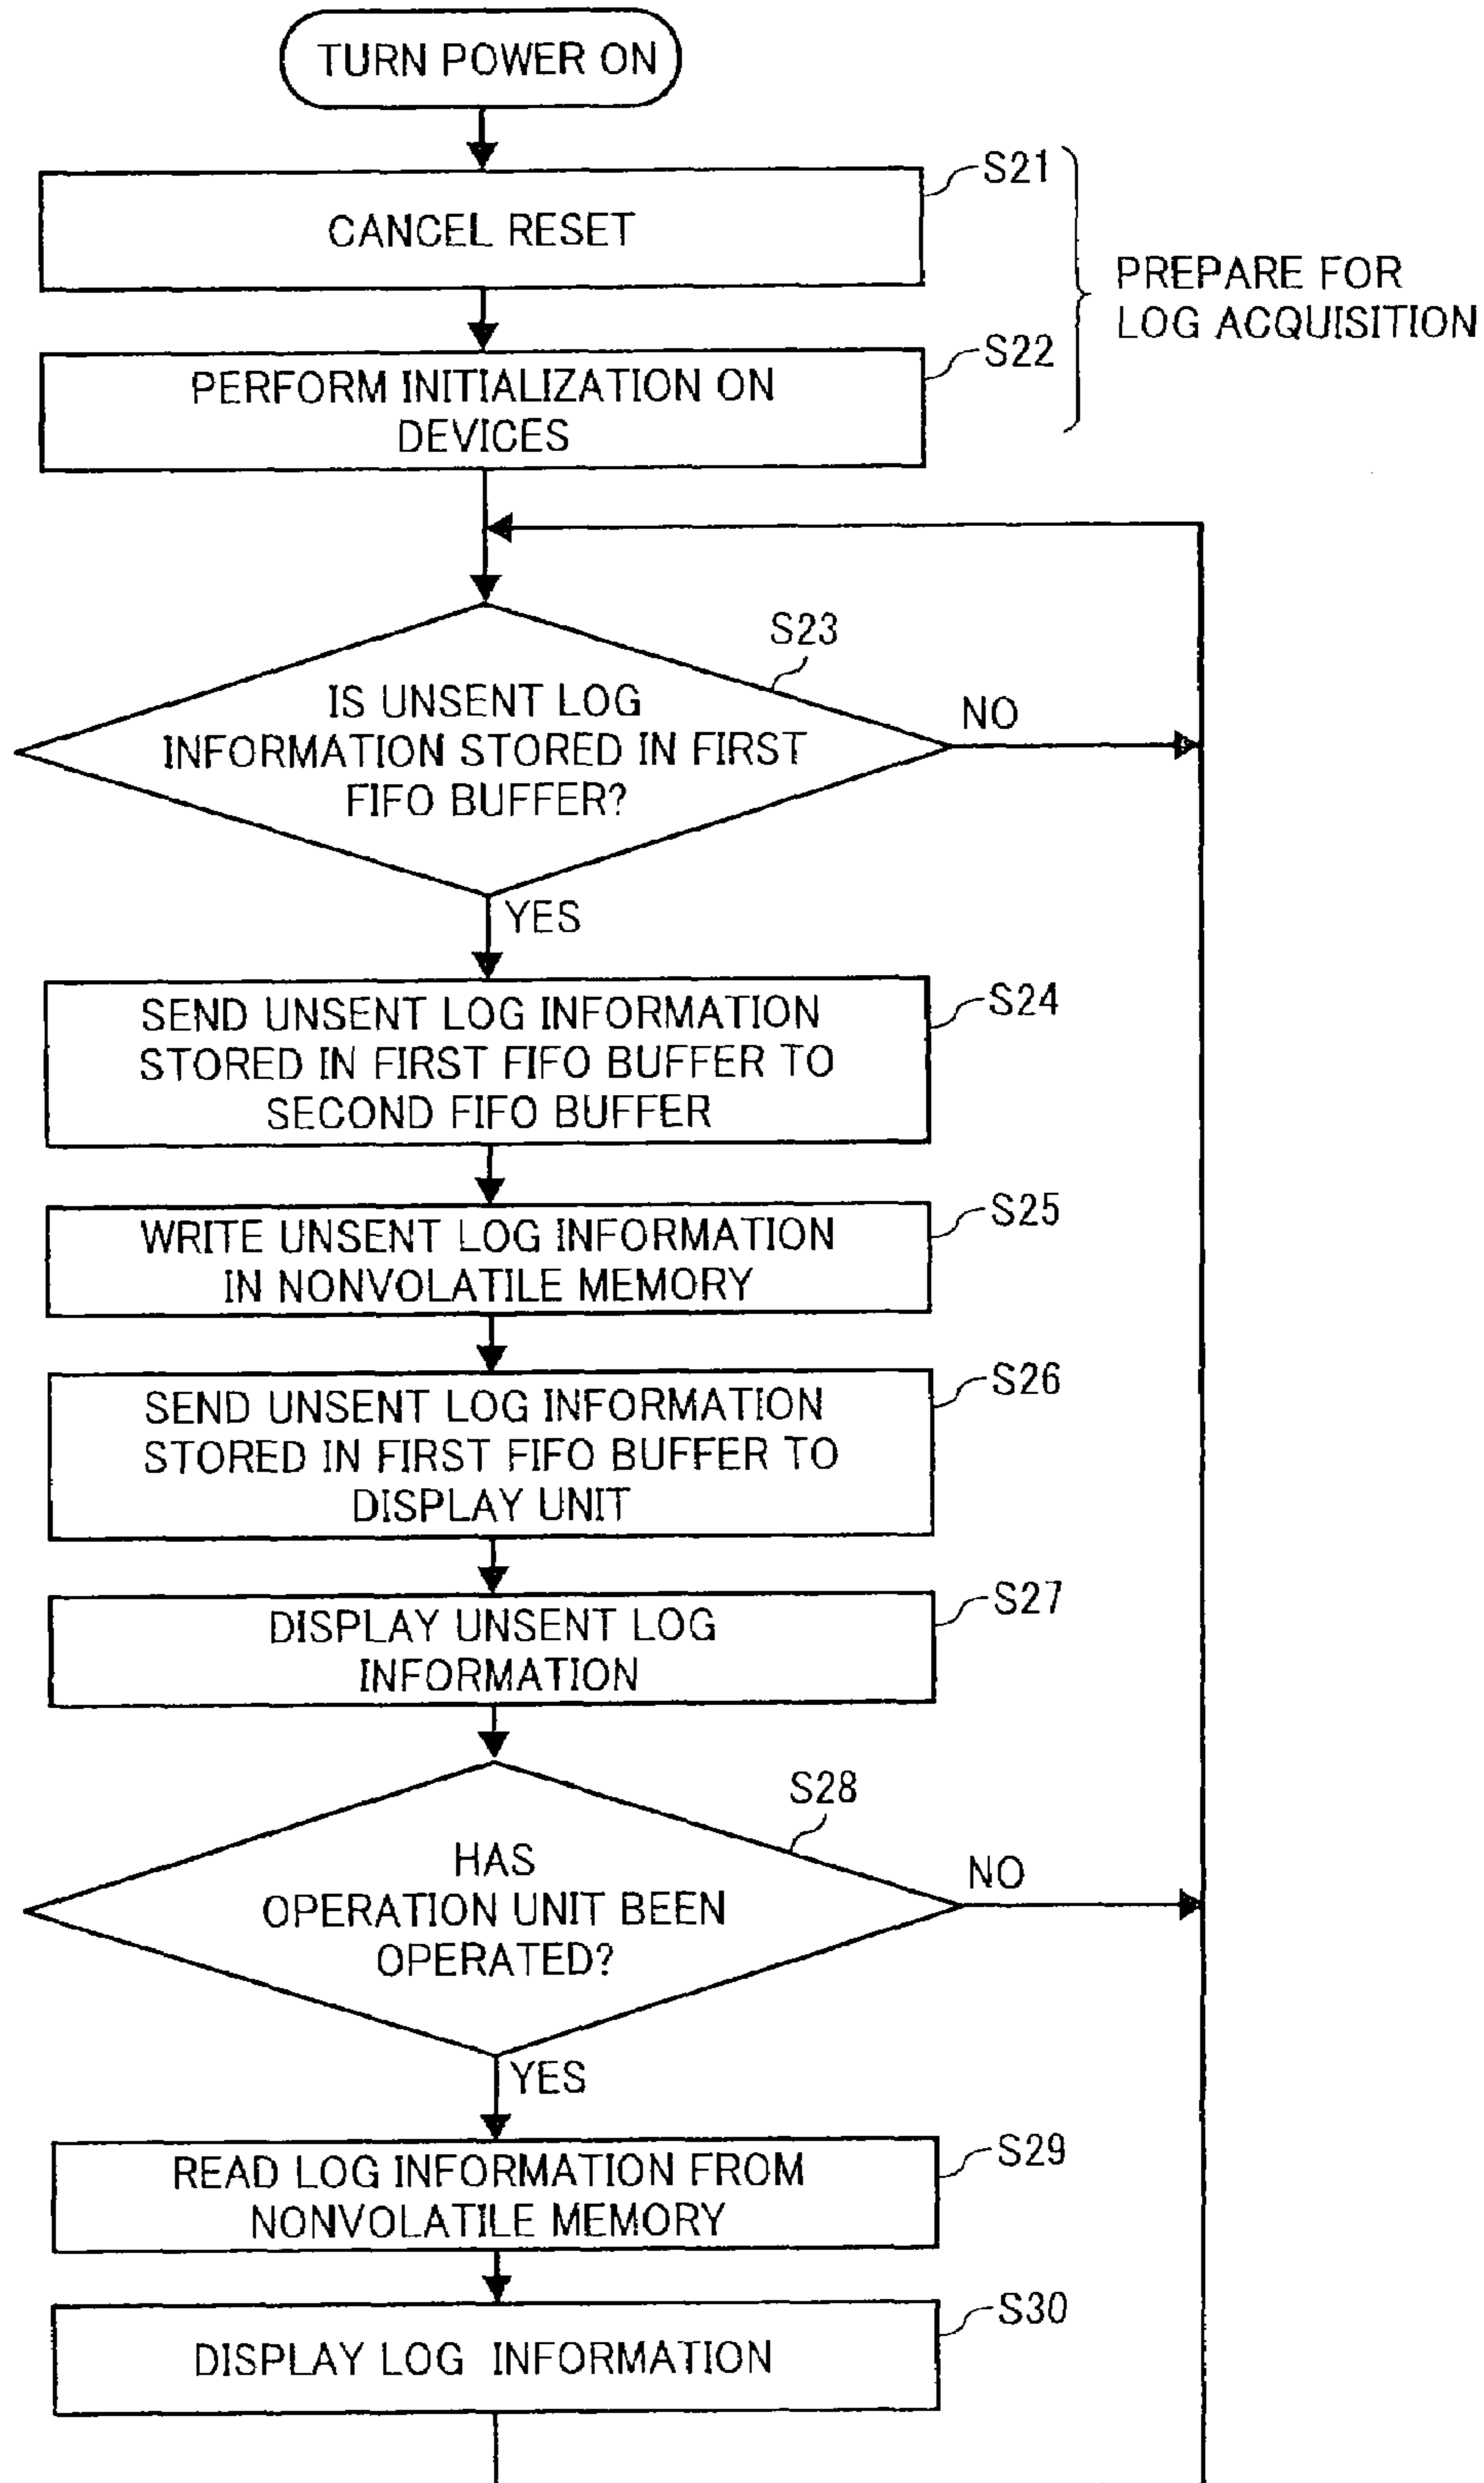 TURN POWER ON
S21
CANCEL RESET
PREPARE FOR
LOG ACQUISITION
S22
PERFORM INITIALIZATION ON
DEVICES
S23
IS UNSENT LOG
INFORMATION STORED IN FIRST
FIFO BUFFER?
NO
YES
S24
SEND UNSENT LOG INFORMATION
STORED IN FIRST FIFO BUFFER TO
SECOND FIFO BUFFER
S25
WRITE UNSENT LOG INFORMATION
IN NONVOLATILE MEMORY
S26
SEND UNSENT LOG INFORMATION
STORED IN FIRST FIFO BUFFER TO
DISPLAY UNIT
S27
DISPLAY UNSENT LOG
INFORMATION
S28
HAS
OPERATION UNIT BEEN
OPERATED?
NO
YES
S29
READ LOG INFORMATION FROM
NONVOLATILE MEMORY
S30
DISPLAY LOG INFORMATION